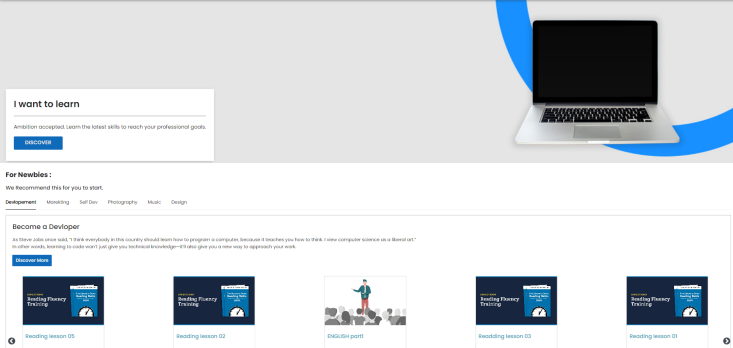 I want to learn
Ambition accepted. Learn the latest skills to reach your professional goals.
DISCOVER
For Newbies :
We Recommend this for you to start.
Devlopement Marekting Self Dev Photography Music Design
Become a Devloper
As Steve Jobs once said, "I think everybody in this country should learn how to program a computer, because it teaches you how to think. I view computer science as a liberal art."
In other words, learning to code won't just give you technical knowledge—it'll also give you a new way to approach your work.
Discover More
Reading Fluency
Training
Reading Fluency
Training
Reading Fluency
Training
Reading Fluency
Training
Reading lesson 05
Reading lesson 02
ENGLISH part1
Readding lesson 03
Reading lesson 01